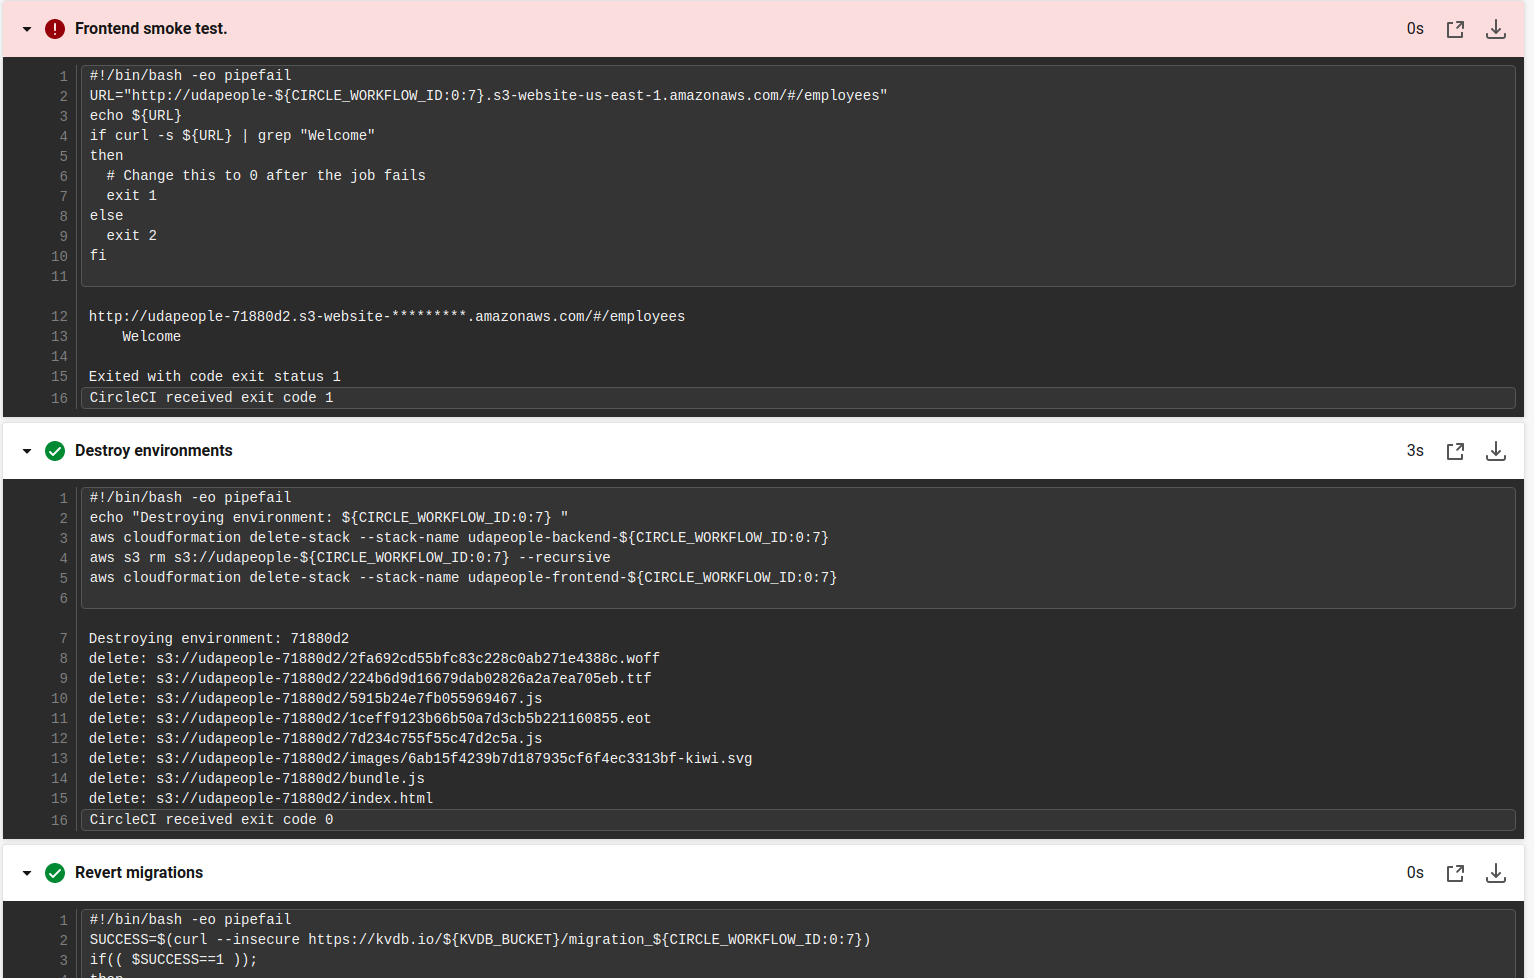 Frontend smoke test.
0s
1 #!/bin/bash -eo pipefail
2 URL="http://udapeople-${CIRCLE_WORKFLOW_ID:0:7}.s3-website-us-east-1.amazonaws.com/#/employees"
3 echo ${URL}
4 if curl -s ${URL} | grep "Welcome"
5 then
6 # Change this to 0 after the job fails
7 exit 1
8 else
9 exit 2
10 fi
11
12 http://udapeople-71880d2.s3-website-*********.amazonaws.com/#/employees
13 Welcome
14
15 Exited with code exit status 1
16 CircleCI received exit code 1
Destroy environments
3s
1 #!/bin/bash -eo pipefail
2 echo "Destroying environment: ${CIRCLE_WORKFLOW_ID:0:7} "
3 aws cloudformation delete-stack --stack-name udapeople-backend-${CIRCLE_WORKFLOW_ID:0:7}
4 aws s3 rm s3://udapeople-${CIRCLE_WORKFLOW_ID:0:7} --recursive
5 aws cloudformation delete-stack --stack-name udapeople-frontend-${CIRCLE_WORKFLOW_ID:0:7}
6
7 Destroying environment: 71880d2
8 delete: s3://udapeople-71880d2/2fa692cd55bfc83c228c0ab271e4388c.woff
9 delete: s3://udapeople-71880d2/224b6d9d16679dab02826a2a7ea705eb.ttf
10 delete: s3://udapeople-71880d2/5915b24e7fb055969467.js
11 delete: s3://udapeople-71880d2/1ceff9123b66b50a7d3cb5b221160855.eot
12 delete: s3://udapeople-71880d2/7d234c755f55c47d2c5a.js
13 delete: s3://udapeople-71880d2/images/6ab15f4239b7d187935cf6f4ec3313bf-kiwi.svg
14 delete: s3://udapeople-71880d2/bundle.js
15 delete: s3://udapeople-71880d2/index.html
16 CircleCI received exit code 0
Revert migrations
0s
1 #!/bin/bash -eo pipefail
2 SUCCESS=$(curl --insecure https://kvdb.io/${KVDB_BUCKET}/migration_${CIRCLE_WORKFLOW_ID:0:7})
3 if(( $SUCCESS==1 ));
4 then